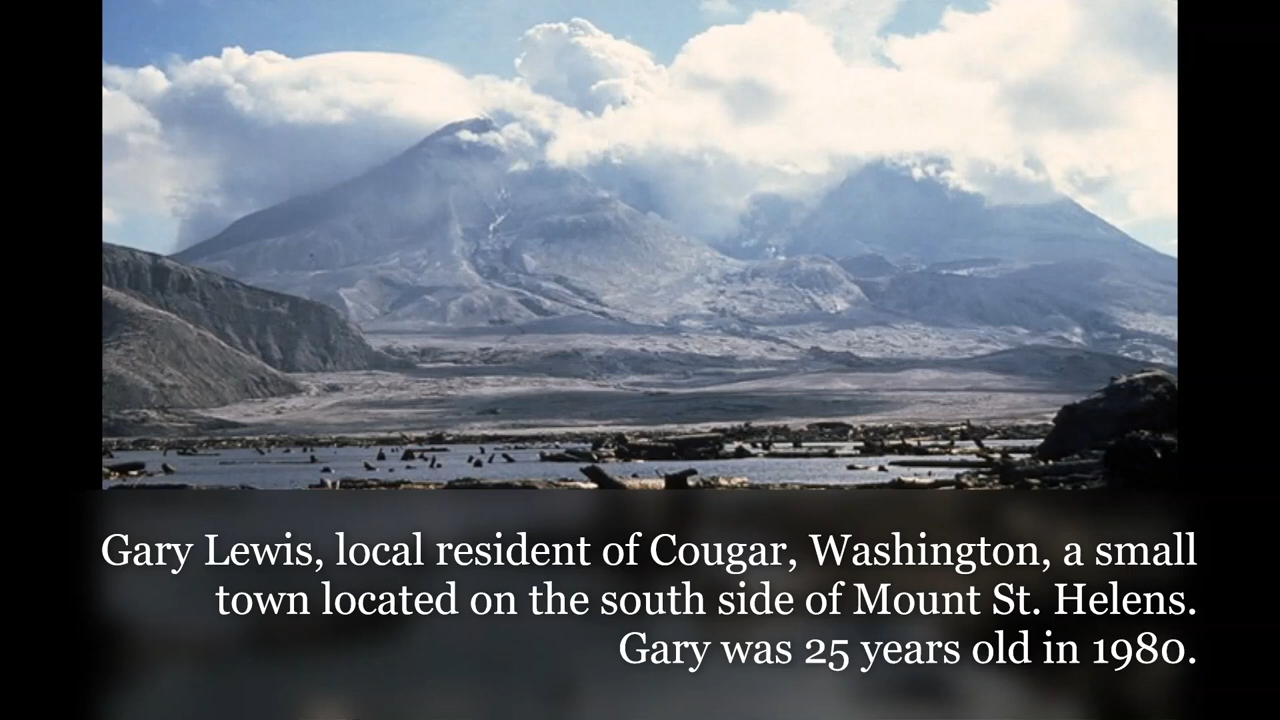 Gary Lewis, local resident of Cougar, Washington, a small
town located on the south side of Mount St. Helens.
Gary was 25 years old in 1980.